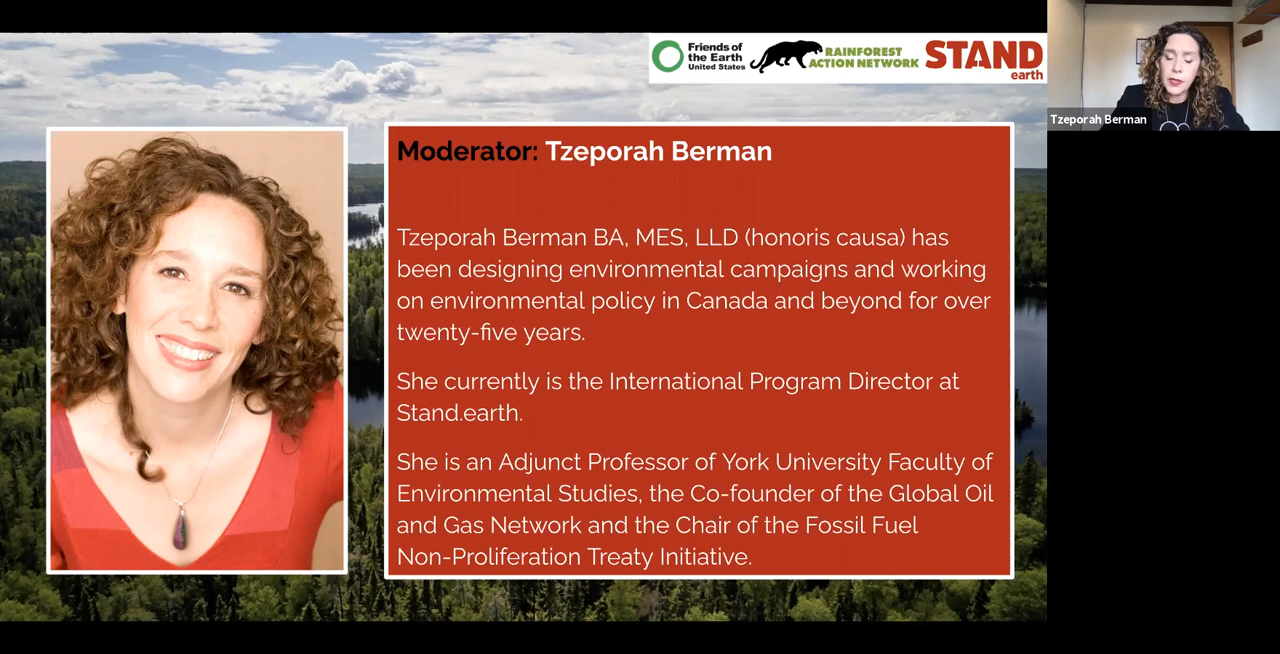 Friends of
the Earth
United States
RAINFOREST
ACTION NETWORK
STAND
earth
Tzeporah Berman
Moderator: Tzeporah Berman
Tzeporah Berman BA, MES, LLD (honoris causa) has
been designing environmental campaigns and working
on environmental policy in Canada and beyond for over
twenty-five years.
She currently is the International Program Director at
Stand.earth.
She is an Adjunct Professor of York University Faculty of
Environmental Studies, the Co-founder of the Global Oil
and Gas Network and the Chair of the Fossil Fuel
Non-Proliferation Treaty Initiative.